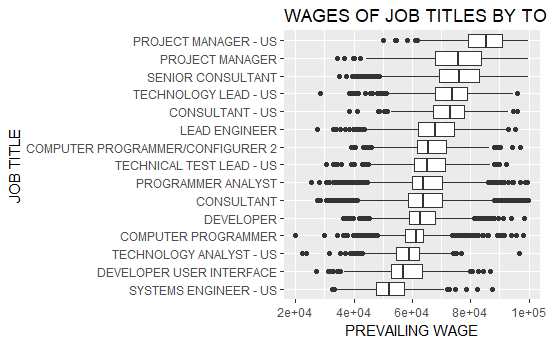 WAGES OF JOB TITLES BY TO
PROJECT MANAGER - US
PROJECT MANAGER
SENIOR CONSULTANT
TECHNOLOGY LEAD - US
CONSULTANT - US
LEAD ENGINEER
COMPUTER PROGRAMMER/CONFIGURER 2
TECHNICAL TEST LEAD - US
PROGRAMMER ANALYST
CONSULTANT
DEVELOPER
COMPUTER PROGRAMMER
TECHNOLOGY ANALYST - US
DEVELOPER USER INTERFACE
SYSTEMS ENGINEER - US
JOB TITLE
2e+04 4e+04 6e+04 8e+04 1e+05
PREVAILING WAGE